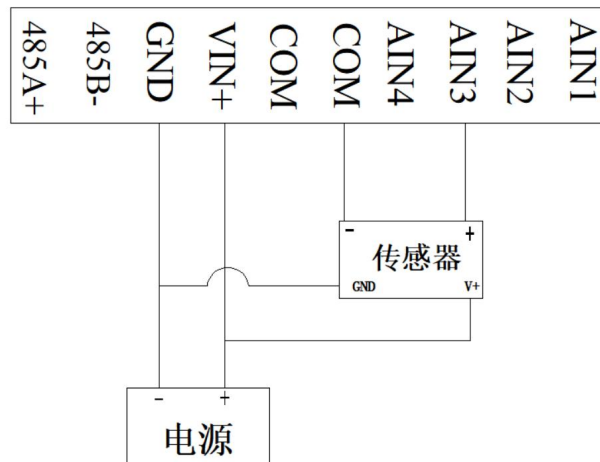 485A+
485B-
GND
VIN+
COM
COM
AIN4
AIN3
AIN2
AIN1
- +
传感器
GND V+
- +
电源